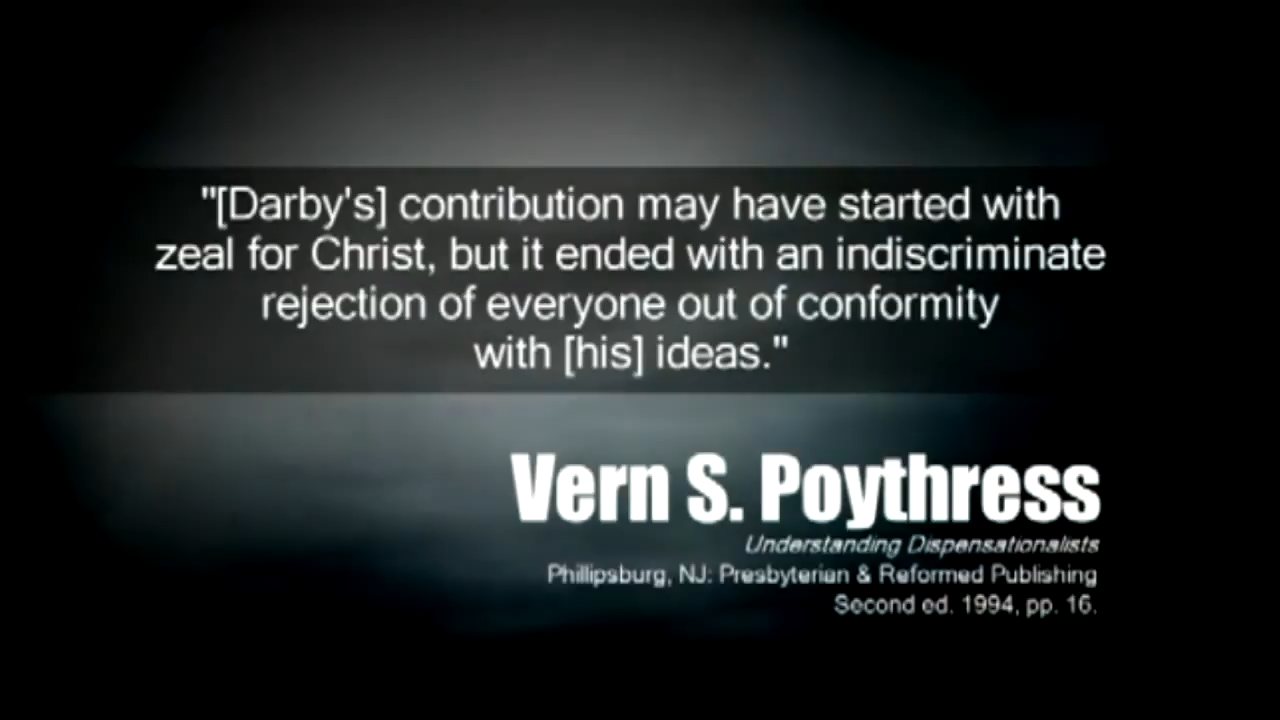 "[Darby's] contribution may have started with
zeal for Christ, but it ended with an indiscriminate
rejection of everyone out of conformity
with [his] ideas."
Vern S. Poythress
Understanding Dispensationalists
Phillipsburg, NJ: Presbyterian & Reformed Publishing
Second ed. 1994, pp. 16.